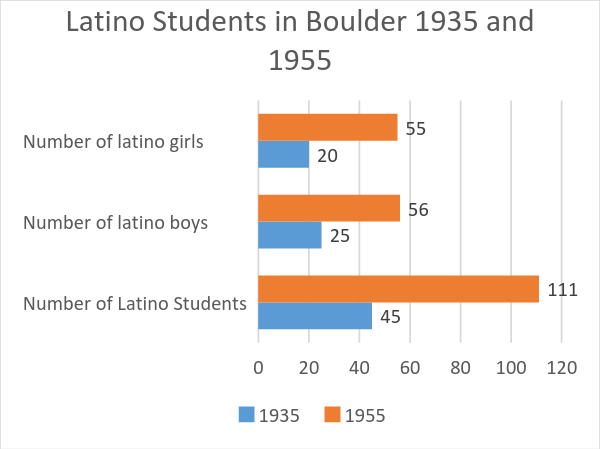 Latino Students in Boulder 1935 and
1955
Number of latino girls
55
20
Number of latino boys
56
25
Number of Latino Students
111
45
0 20 40 60 80 100 120
1935 1955